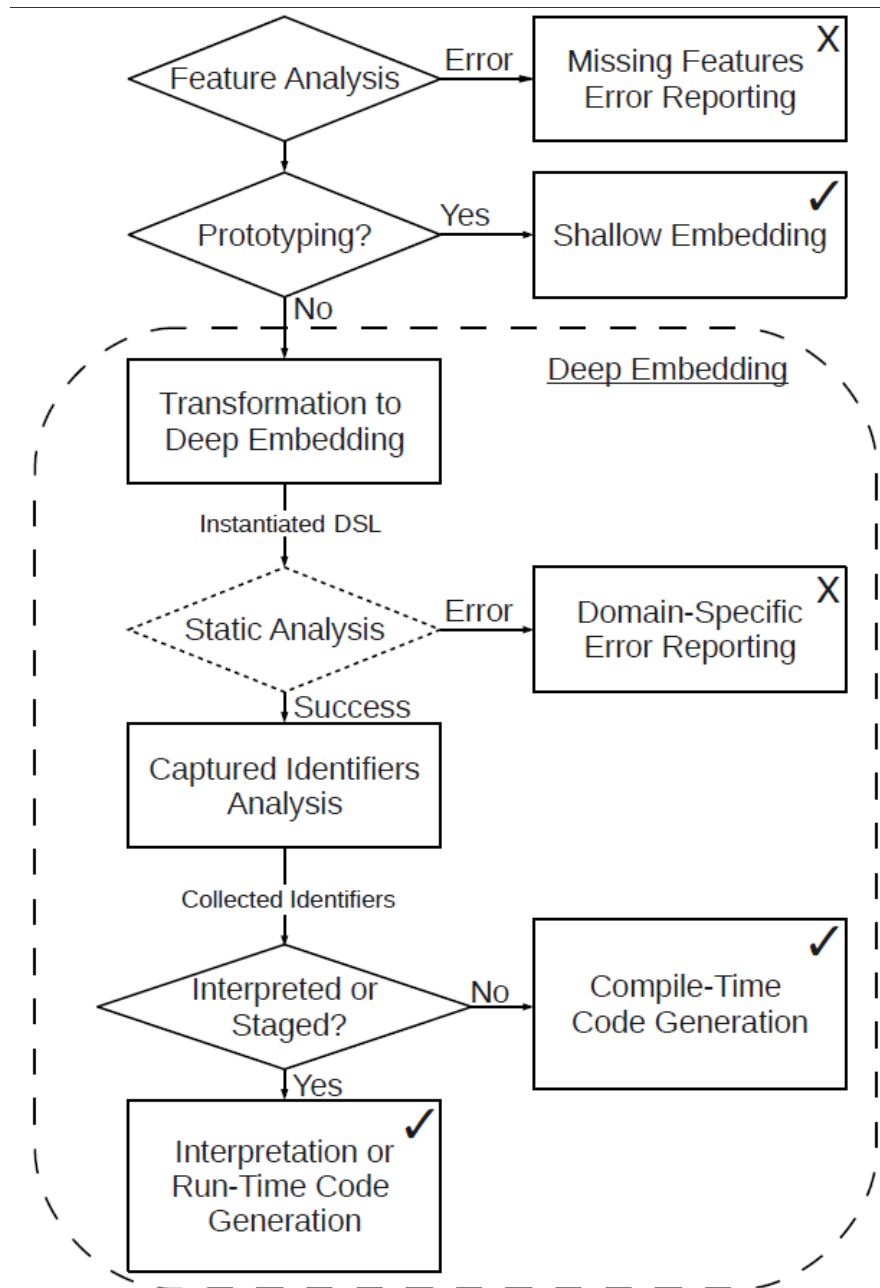 Feature Analysis
Error
Missing Features
Error Reporting
X
Prototyping?
Yes
Shallow Embedding
✓
No
Deep Embedding
Transformation to
Deep Embedding
Instantiated DSL
Static Analysis
Error
Domain-Specific
Error Reporting
X
Success
Captured Identifiers
Analysis
Collected Identifiers
Interpreted or
Staged?
No
Compile-Time
Code Generation
✓
Yes
Interpretation or
Run-Time Code
Generation
✓